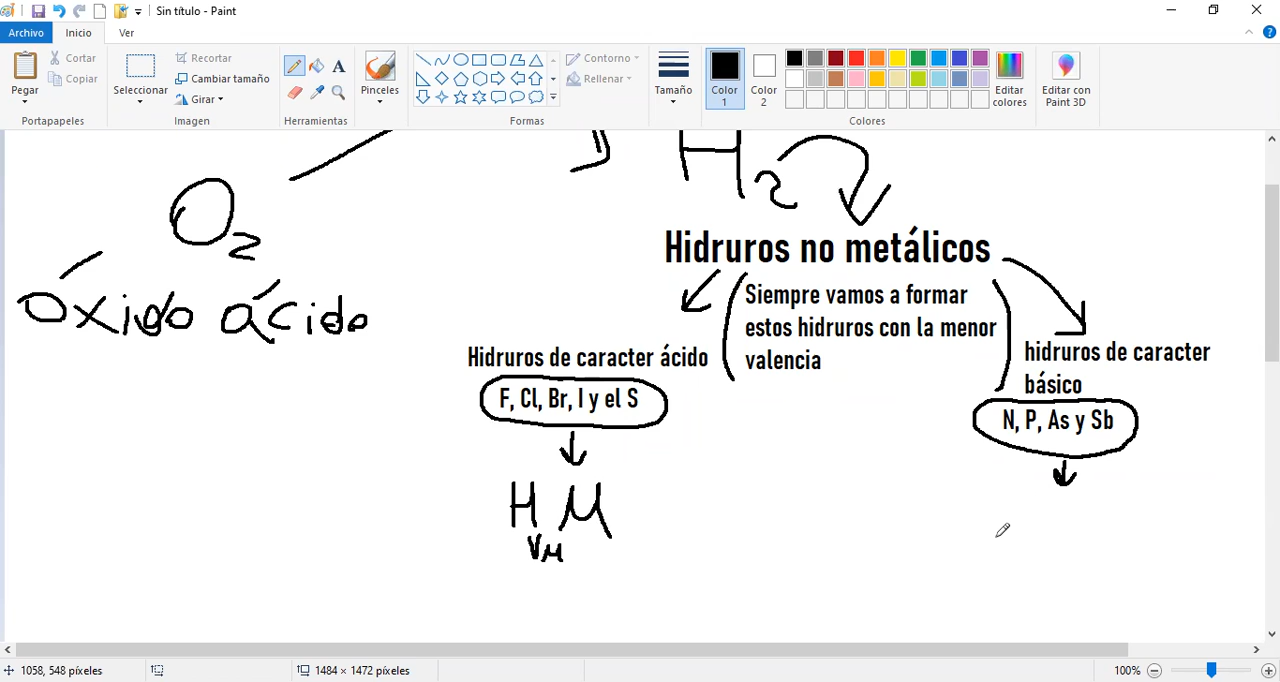 Sin título - Paint
Archivo Inicio Ver
Pegar
Cortar
Copiar
Portapapeles
Seleccionar
Recortar
Cambiar tamaño
Girar
Imagen
A
Herramientas
Pinceles
Contorno
Rellenar
Formas
Tamaño
Color 1
Color 2
Editar colores
Editar con Paint 3D
Colores
O2
H2
óxido ácido
Hidruros no metálicos
Siempre vamos a formar
estos hidruros con la menor
valencia
Hidruros de caracter ácido
F, Cl, Br, I y el S
hidruros de caracter
básico
N, P, As y Sb
1058, 548 píxeles
1484 × 1472 píxeles
100%